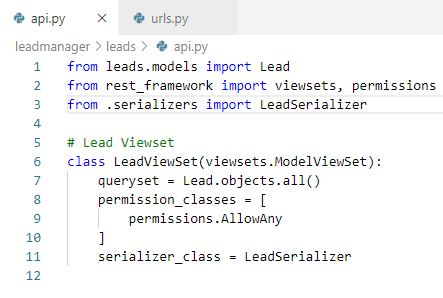 api.py × urls.py
leadmanager > leads > api.py
1 from leads.models import Lead
2 from rest_framework import viewsets, permissions
3 from .serializers import LeadSerializer
4
5 # Lead Viewset
6 class LeadViewSet(viewsets.ModelViewSet):
7     queryset = Lead.objects.all()
8     permission_classes = [
9         permissions.AllowAny
10     ]
11     serializer_class = LeadSerializer
12